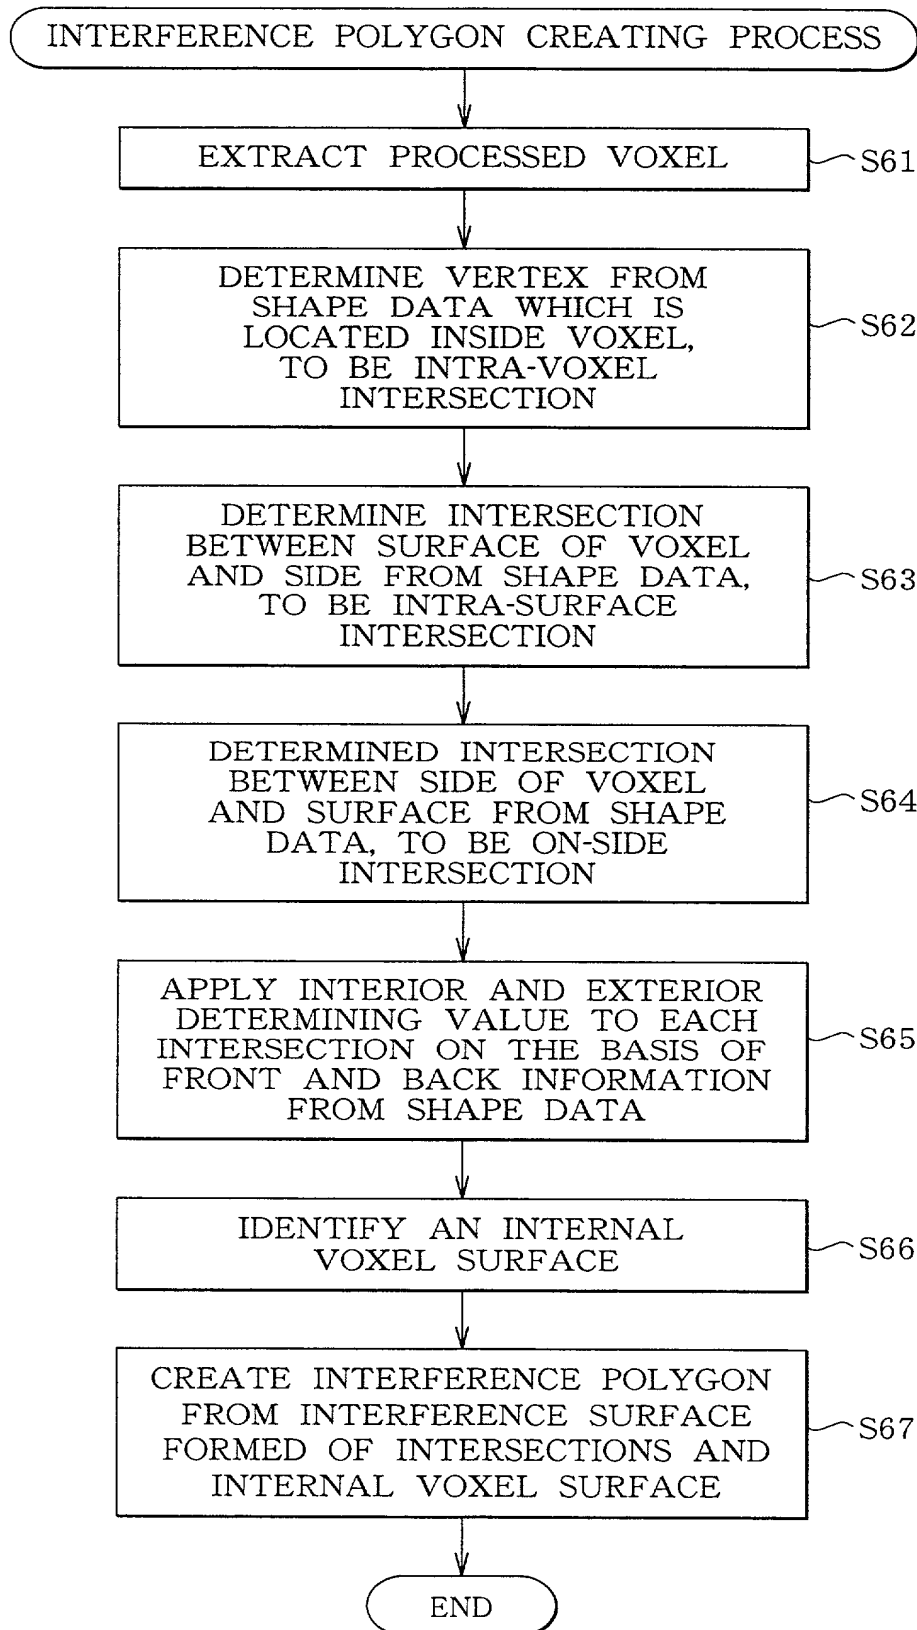 INTERFERENCE POLYGON CREATING PROCESS
EXTRACT PROCESSED VOXEL
S61
DETERMINE VERTEX FROM
SHAPE DATA WHICH IS
LOCATED INSIDE VOXEL,
TO BE INTRA-VOXEL
INTERSECTION
S62
DETERMINE INTERSECTION
BETWEEN SURFACE OF VOXEL
AND SIDE FROM SHAPE DATA,
TO BE INTRA-SURFACE
INTERSECTION
S63
DETERMINED INTERSECTION
BETWEEN SIDE OF VOXEL
AND SURFACE FROM SHAPE
DATA, TO BE ON-SIDE
INTERSECTION
S64
APPLY INTERIOR AND EXTERIOR
DETERMINING VALUE TO EACH
INTERSECTION ON THE BASIS OF
FRONT AND BACK INFORMATION
FROM SHAPE DATA
S65
IDENTIFY AN INTERNAL
VOXEL SURFACE
S66
CREATE INTERFERENCE POLYGON
FROM INTERFERENCE SURFACE
FORMED OF INTERSECTIONS AND
INTERNAL VOXEL SURFACE
S67
END